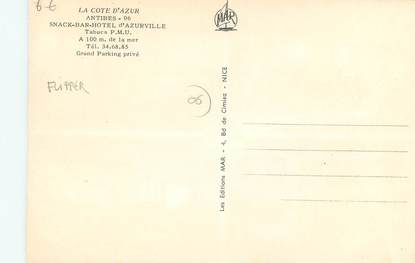 6 €
LA COTE D'AZUR
ANTIBES - 06
SNACK-BAR-HOTEL d'AZURVILLE
Tabacs P.M.U.
A 100 m. de la mer
Tél. 34.68.85
Grand Parking privé
FLIPPER
06
MAR
Les Editions MAR - 4, Bd de Cimiez - NICE